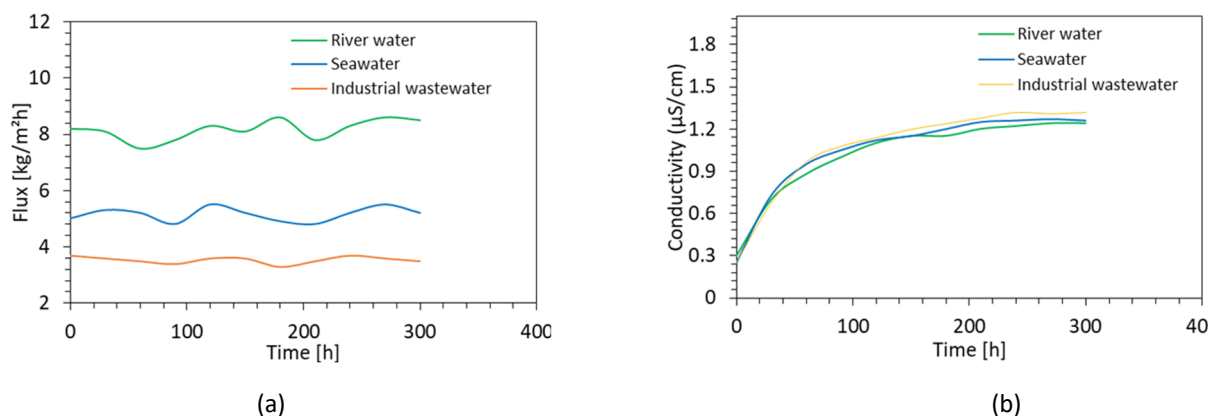 12
10
8
6
4
2
Flux [kg/m²h]
River water
Seawater
Industrial wastewater
0
100
200
300
400
Time [h]
(a)
1.8
1.5
1.2
0.9
0.6
0.3
0
Conductivity (µS/cm)
River water
Seawater
Industrial wastewater
0
100
200
300
40
Time [h]
(b)